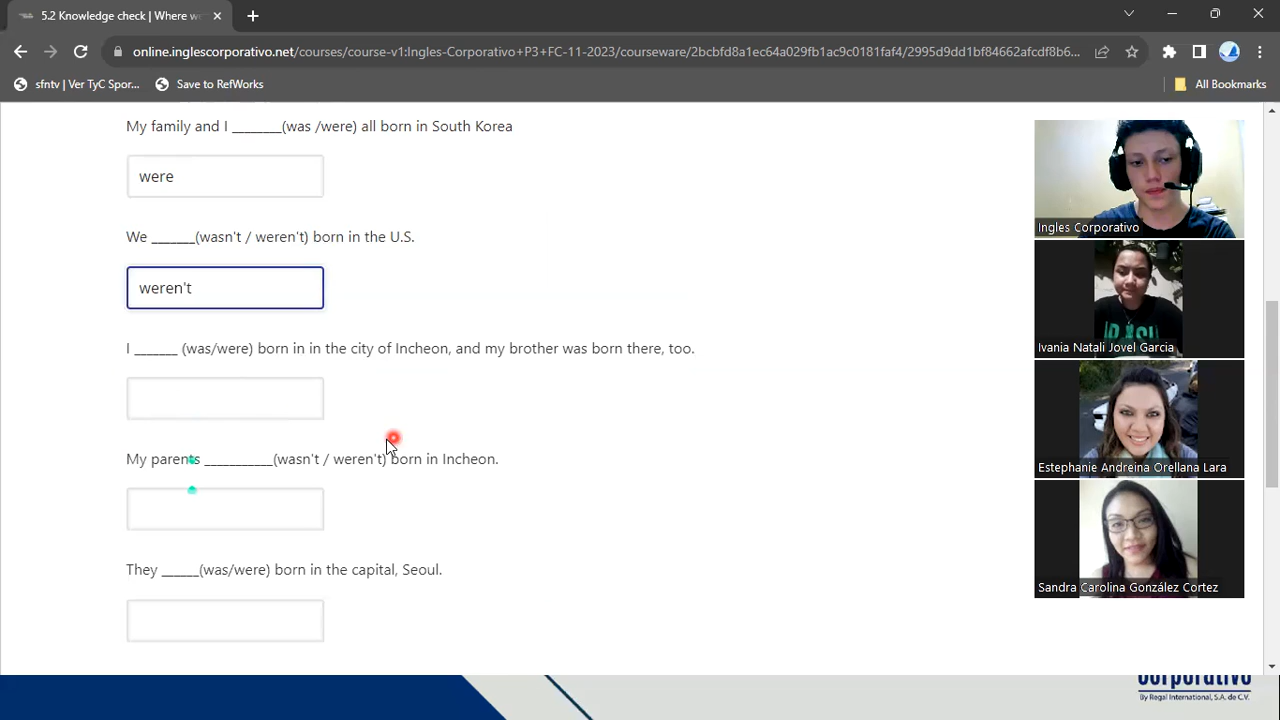 5.2 Knowledge check | Where we
online.inglescorporativo.net/courses/course-v1:Ingles-Corporativo+P3+FC-11-2023/courseware/2bcbfd8a1ec64a029fb1ac9c0181faf4/2995d9dd1bf84662afcdf8b6...
sfntv | Ver TyC Spor...
Save to RefWorks
All Bookmarks
My family and I ________(was /were) all born in South Korea
were
We _______(wasn't / weren't) born in the U.S.
weren't
I _______ (was/were) born in in the city of Incheon, and my brother was born there, too.
My parents ___________(wasn't / weren't) born in Incheon.
They ______(was/were) born in the capital, Seoul.
Ingles Corporativo
Ivania Natali Jovel Garcia
Estephanie Andreina Orellana Lara
Sandra Carolina González Cortez
Corporativo
By Regal International, S.A. de C.V.